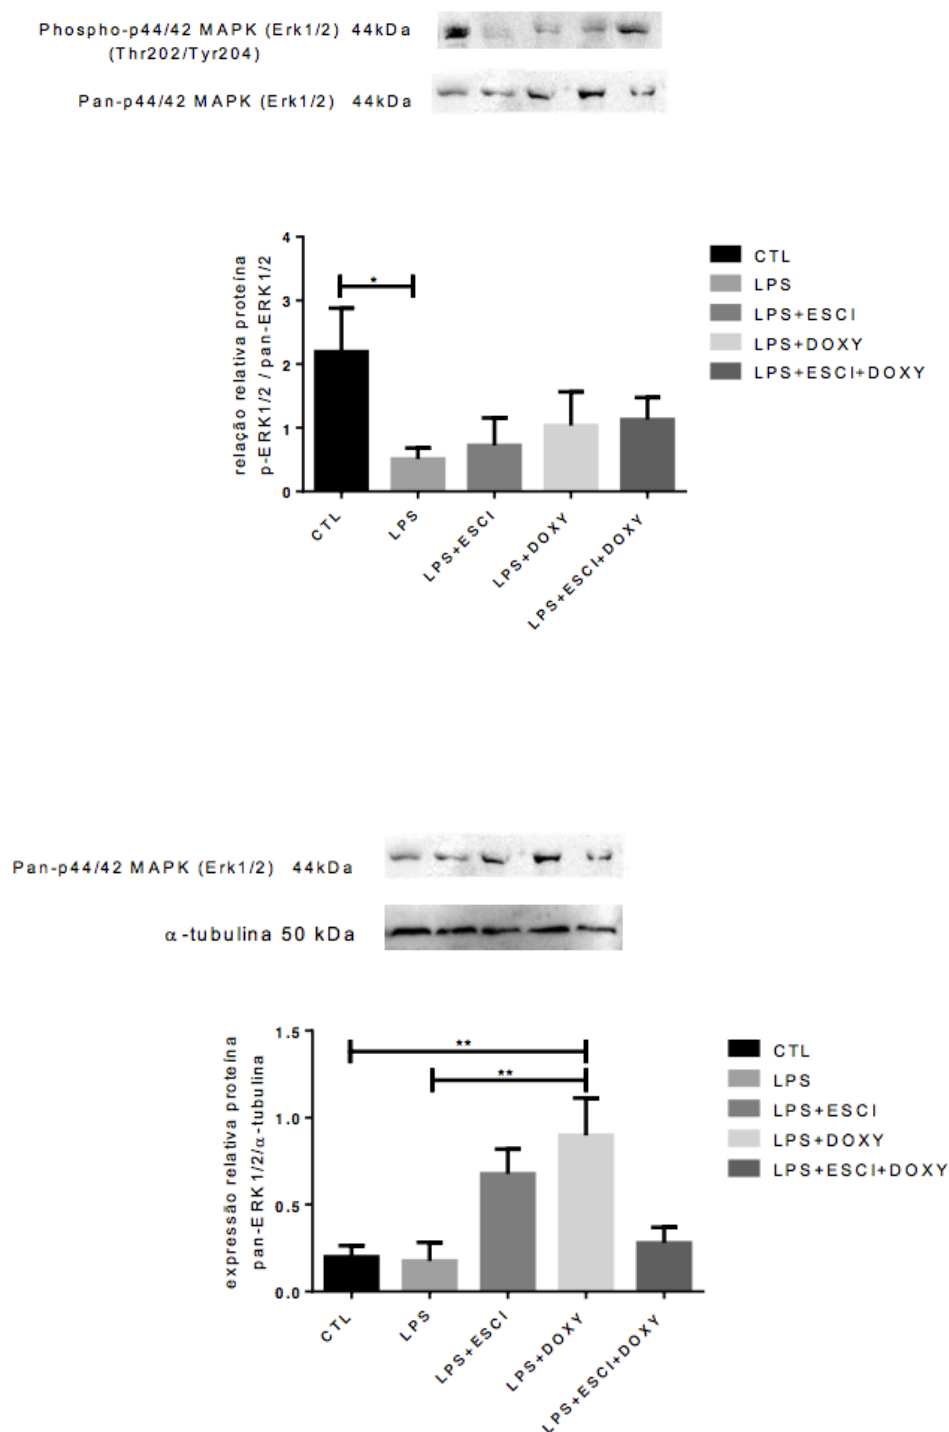 Phospho-p44/42 MAPK (Erk1/2) 44kDa
(Thr202/Tyr204)
Pan-p44/42 MAPK (Erk1/2) 44kDa
relação relativa proteína
p-ERK1/2 / pan-ERK1/2
4
3
2
1
0
*
CTL
LPS
LPS+ESCI
LPS+DOXY
LPS+ESCI+DOXY
CTL
LPS
LPS+ESCI
LPS+DOXY
LPS+ESCI+DOXY
Pan-p44/42 MAPK (Erk1/2) 44kDa
α-tubulina 50 kDa
expressão relativa proteína
pan-ERK1/2/α-tubulina
1.5
1.0
0.5
0.0
**
**
CTL
LPS
LPS+ESCI
LPS+DOXY
LPS+ESCI+DOXY
CTL
LPS
LPS+ESCI
LPS+DOXY
LPS+ESCI+DOXY